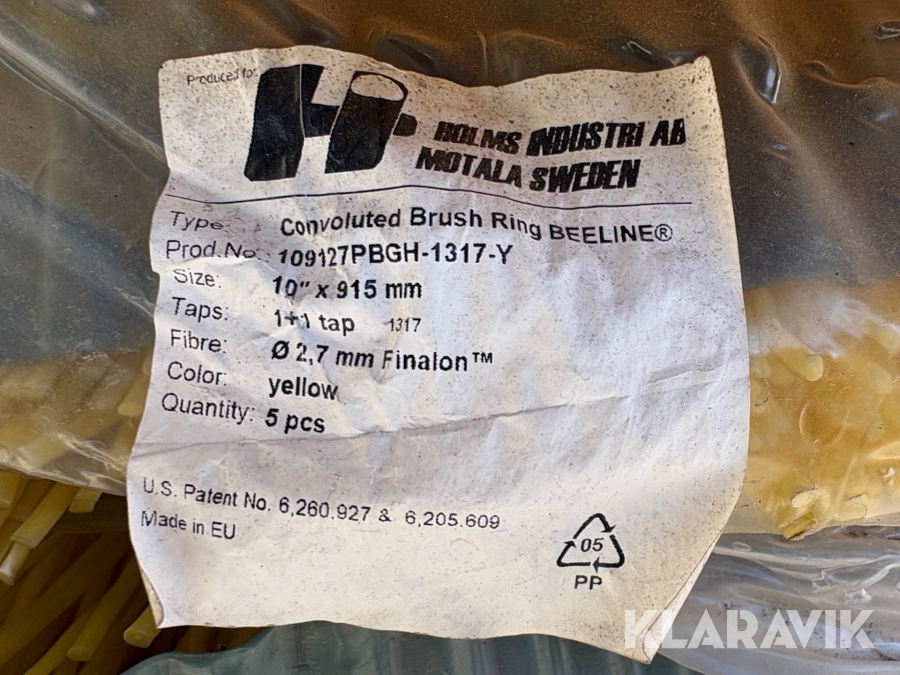 Produced for:
HOLMS INDUSTRI AB
MOTALA SWEDEN
Type: Convoluted Brush Ring BEELINE®
Prod.No.: 109127PBGH-1317-Y
Size: 10" x 915 mm
Taps: 1+1 tap 1317
Fibre: Ø 2,7 mm Finalon™
Color: yellow
Quantity: 5 pcs
U.S. Patent No. 6,260.927 & 6,205.609
Made in EU
05
PP
KLARAVIK